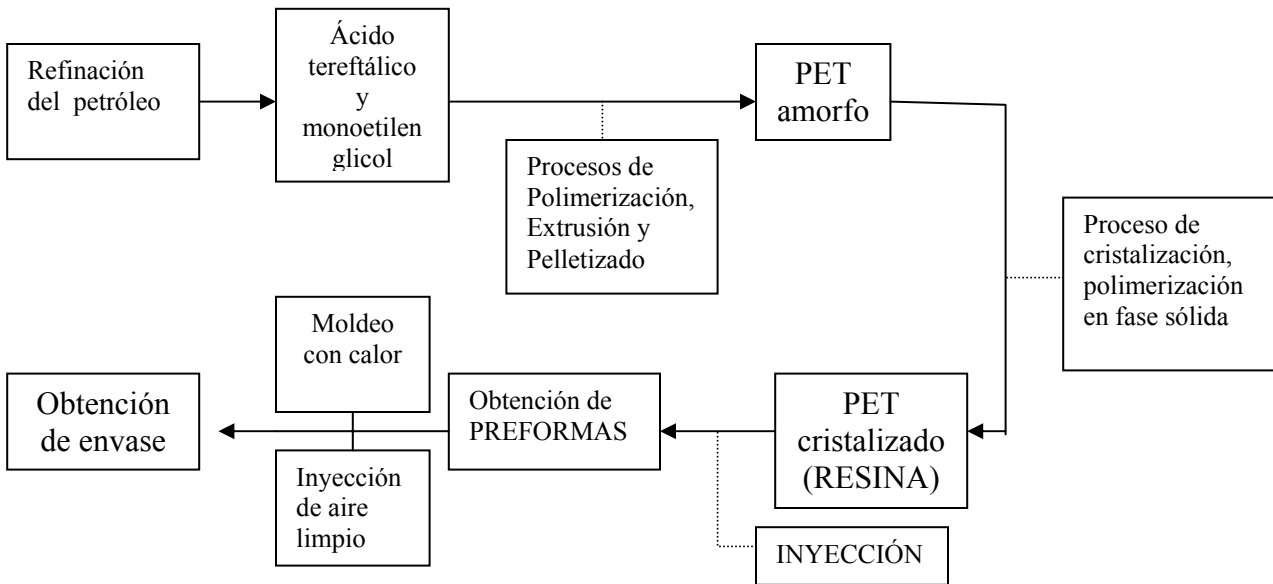 Refinación
del petróleo
Ácido
tereftálico
y
monoetilen
glicol
Procesos de
Polimerización,
Extrusión y
Pelletizado
PET
amorfo
Proceso de
cristalización,
polimerización
en fase sólida
PET
cristalizado
(RESINA)
INYECCIÓN
Obtención de
PREFORMAS
Moldeo
con calor
Inyección
de aire
limpio
Obtención
de envase